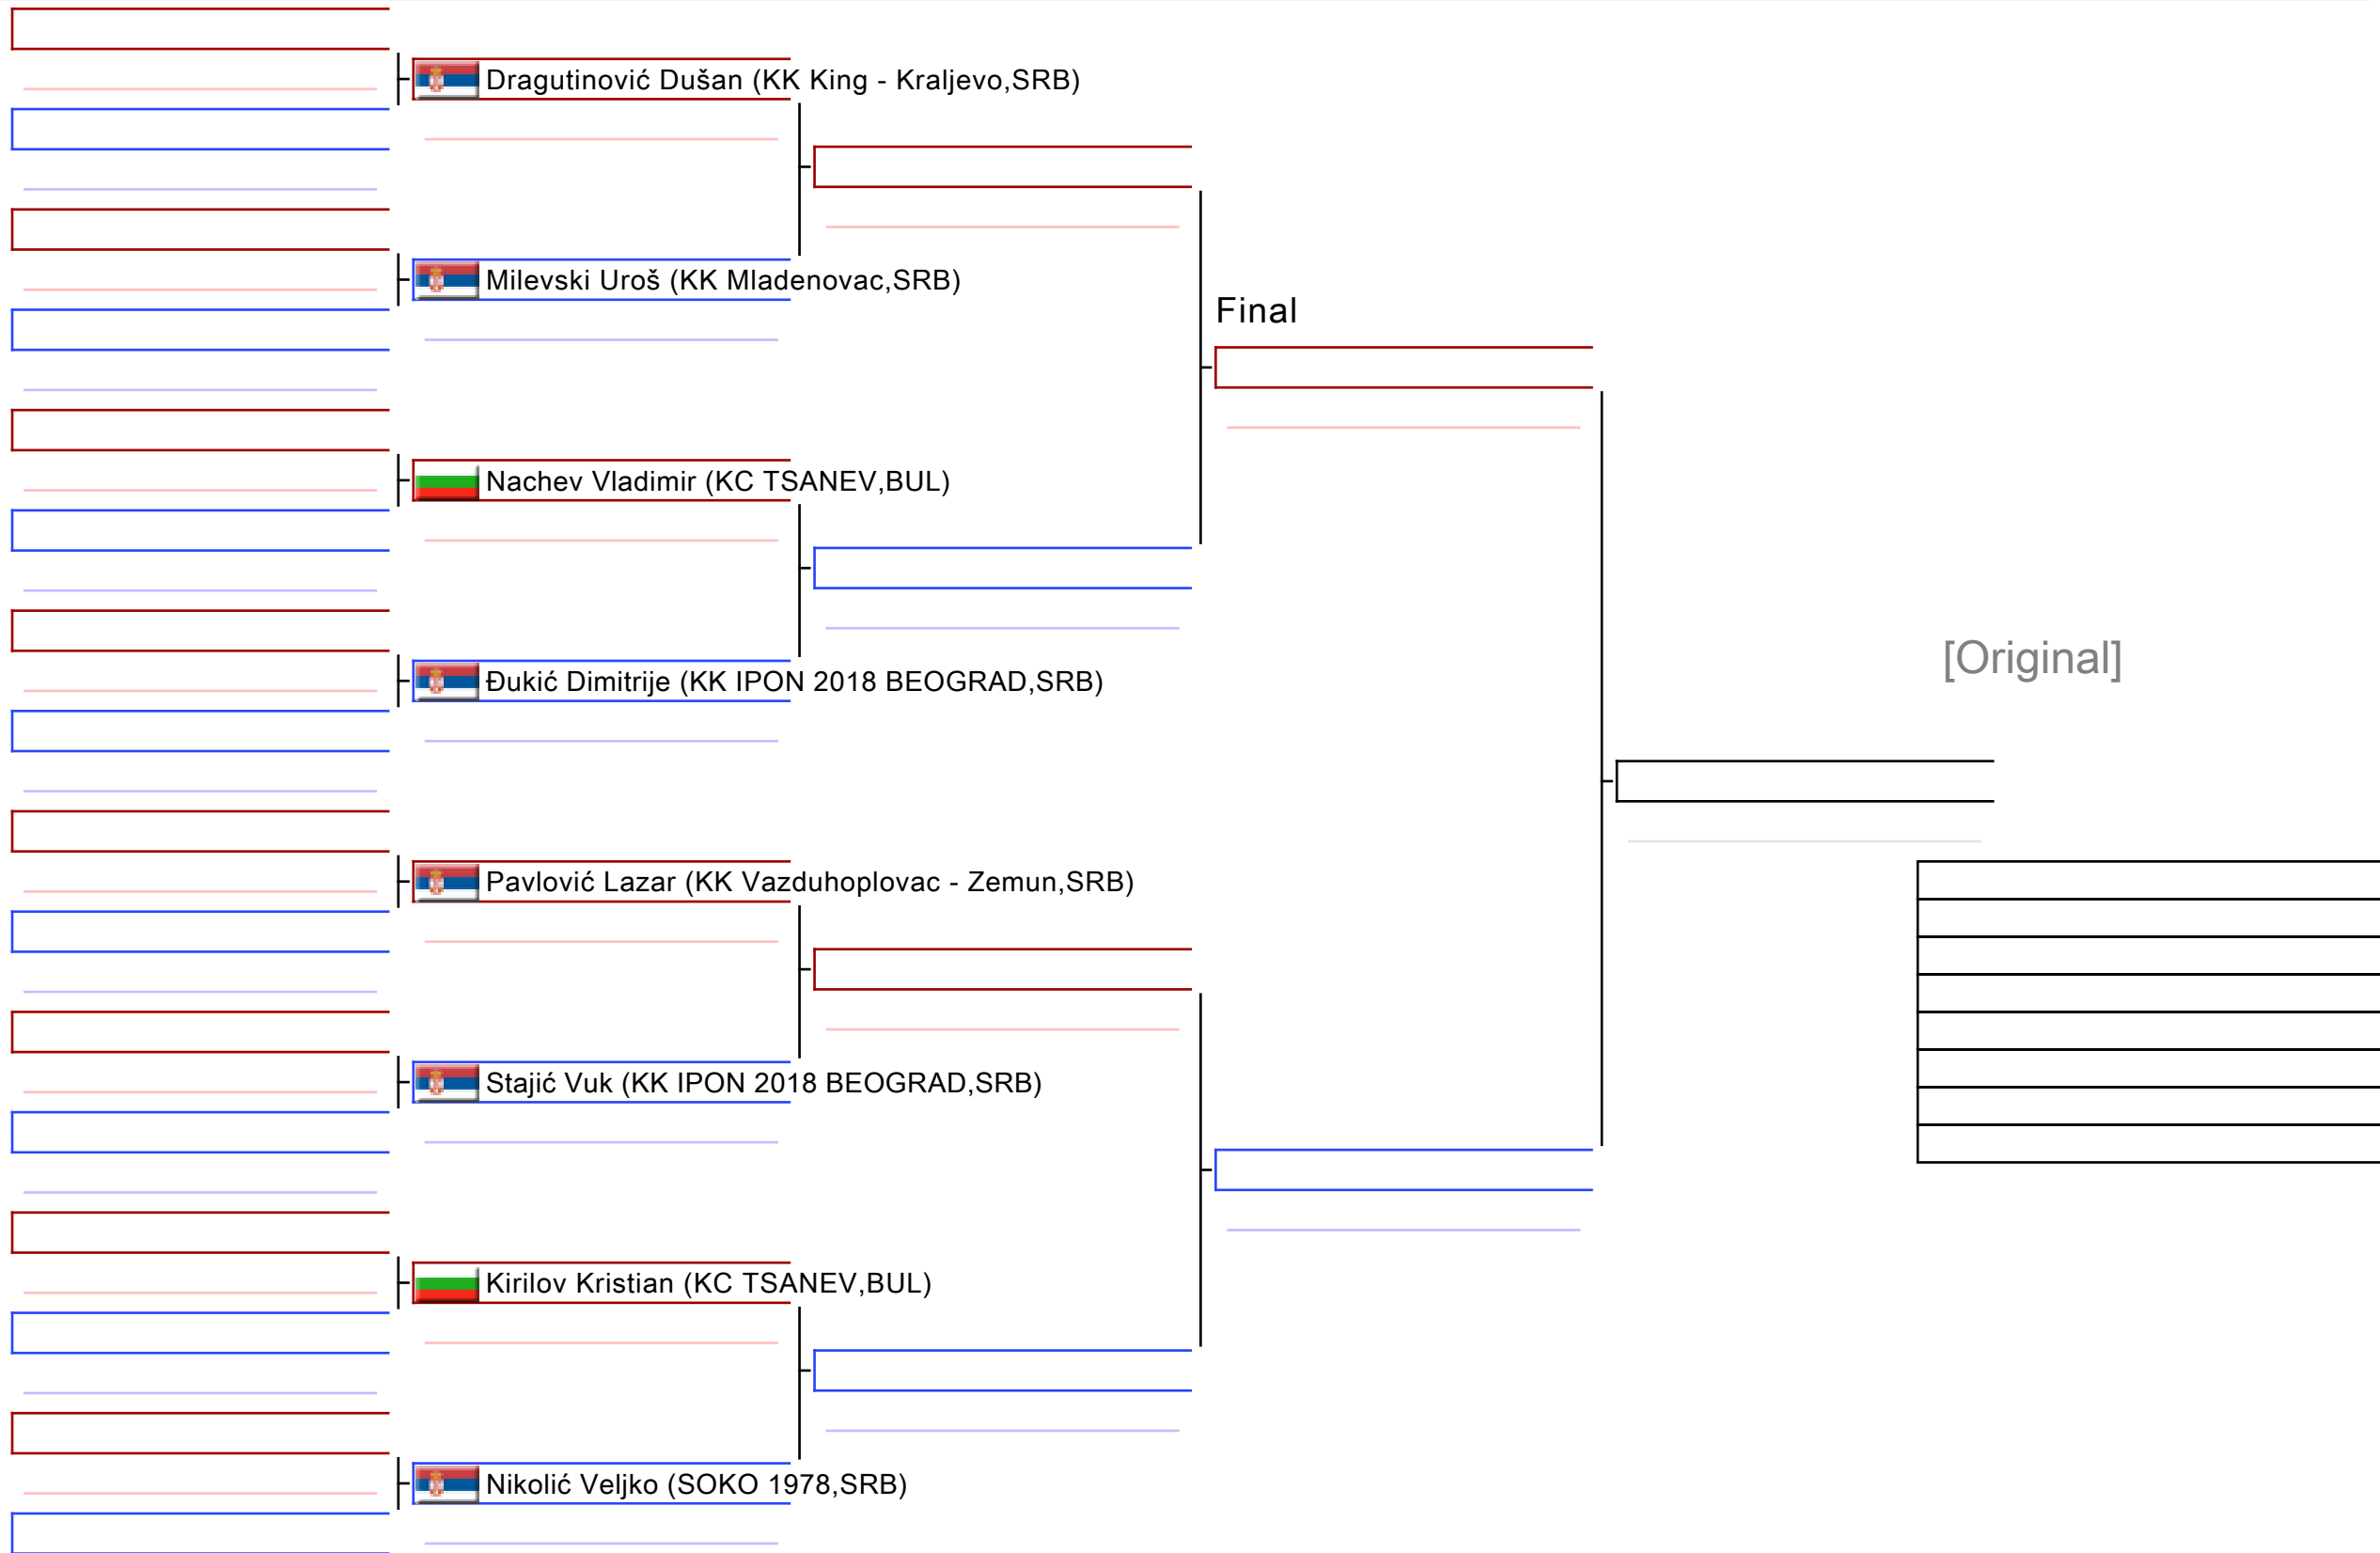 Dragutinović Dušan (KK King - Kraljevo,SRB)
Milevski Uroš (KK Mladenovac,SRB)
Final
Nachev Vladimir (KC TSANEV,BUL)
[Original]
Đukić Dimitrije (KK IPON 2018 BEOGRAD,SRB)
Pavlović Lazar (KK Vazduhoplovac - Zemun,SRB)
Stajić Vuk (KK IPON 2018 BEOGRAD,SRB)
Kirilov Kristian (KC TSANEV,BUL)
Nikolić Veljko (SOKO 1978,SRB)